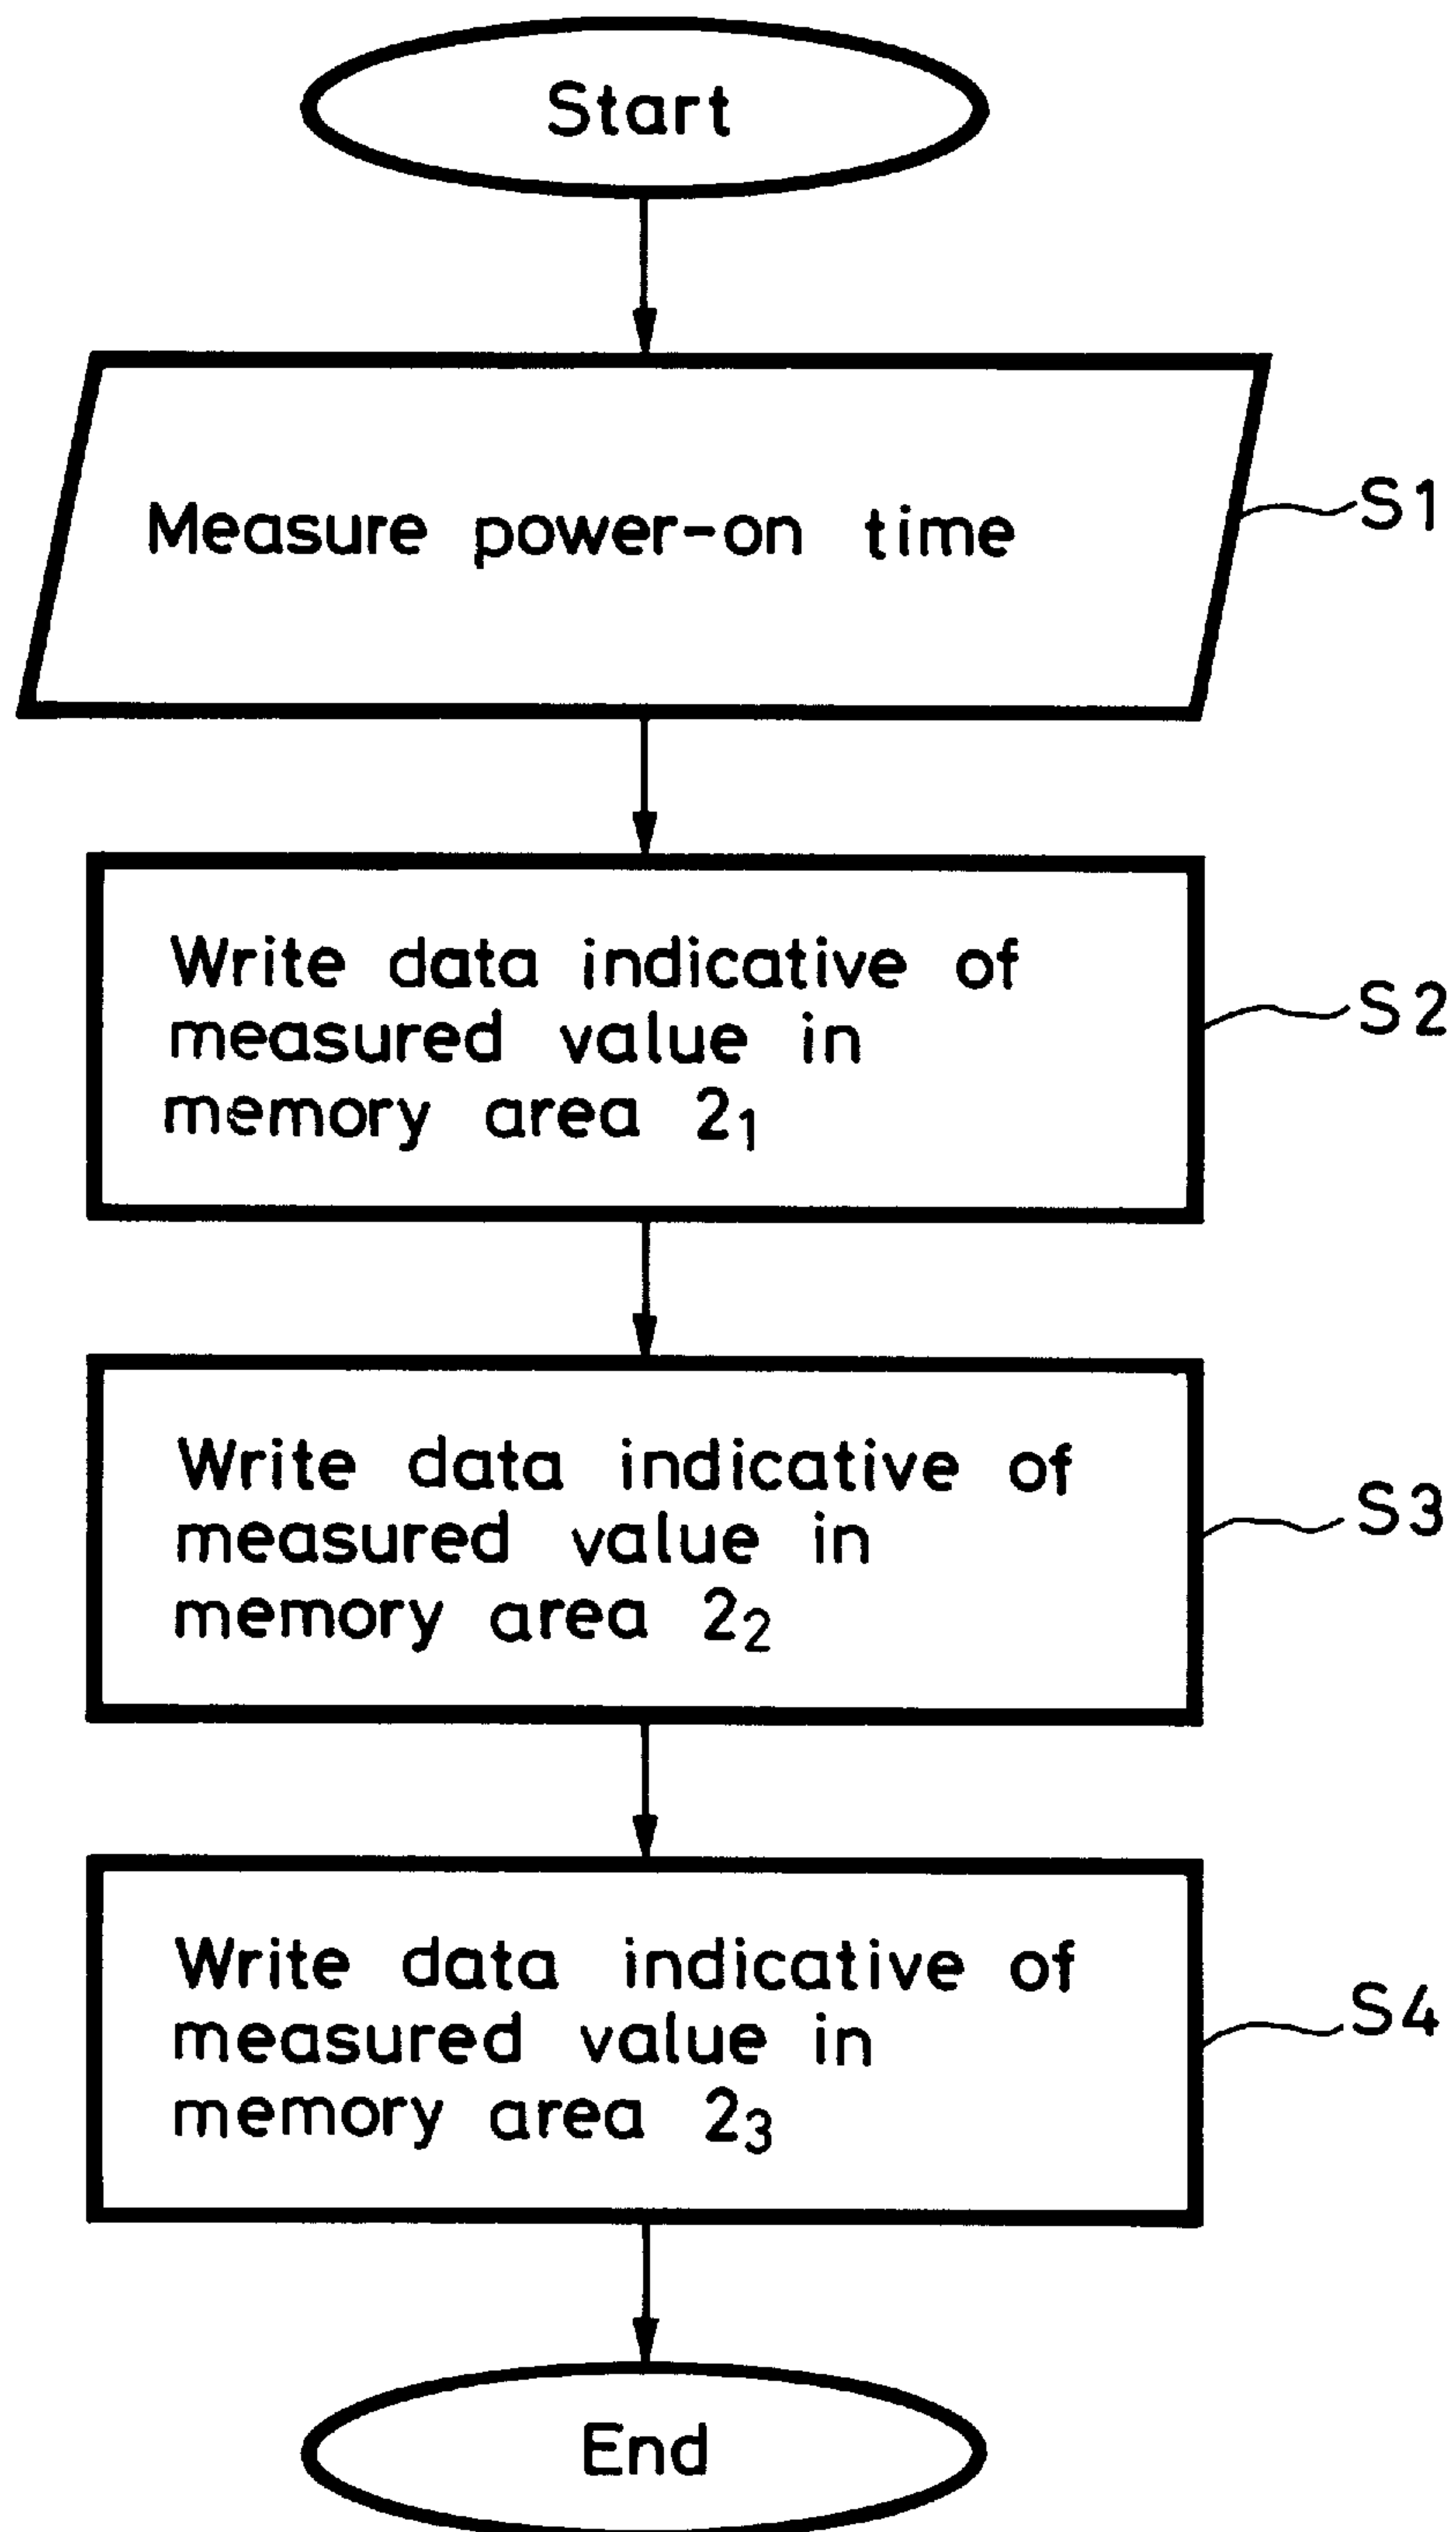 Start
Measure power-on time
S1
Write data indicative of
measured value in
memory area 2₁
S2
Write data indicative of
measured value in
memory area 2₂
S3
Write data indicative of
measured value in
memory area 2₃
S4
End